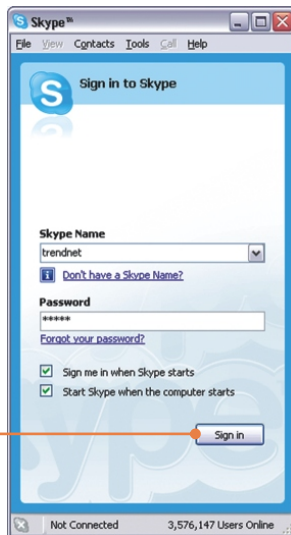 Skype™
File View Contacts Tools Call Help
Sign in to Skype
Skype Name
trendnet
Don't have a Skype Name?
Password
*****
Forgot your password?
Sign me in when Skype starts
Start Skype when the computer starts
Sign in
Not Connected 3,576,147 Users Online